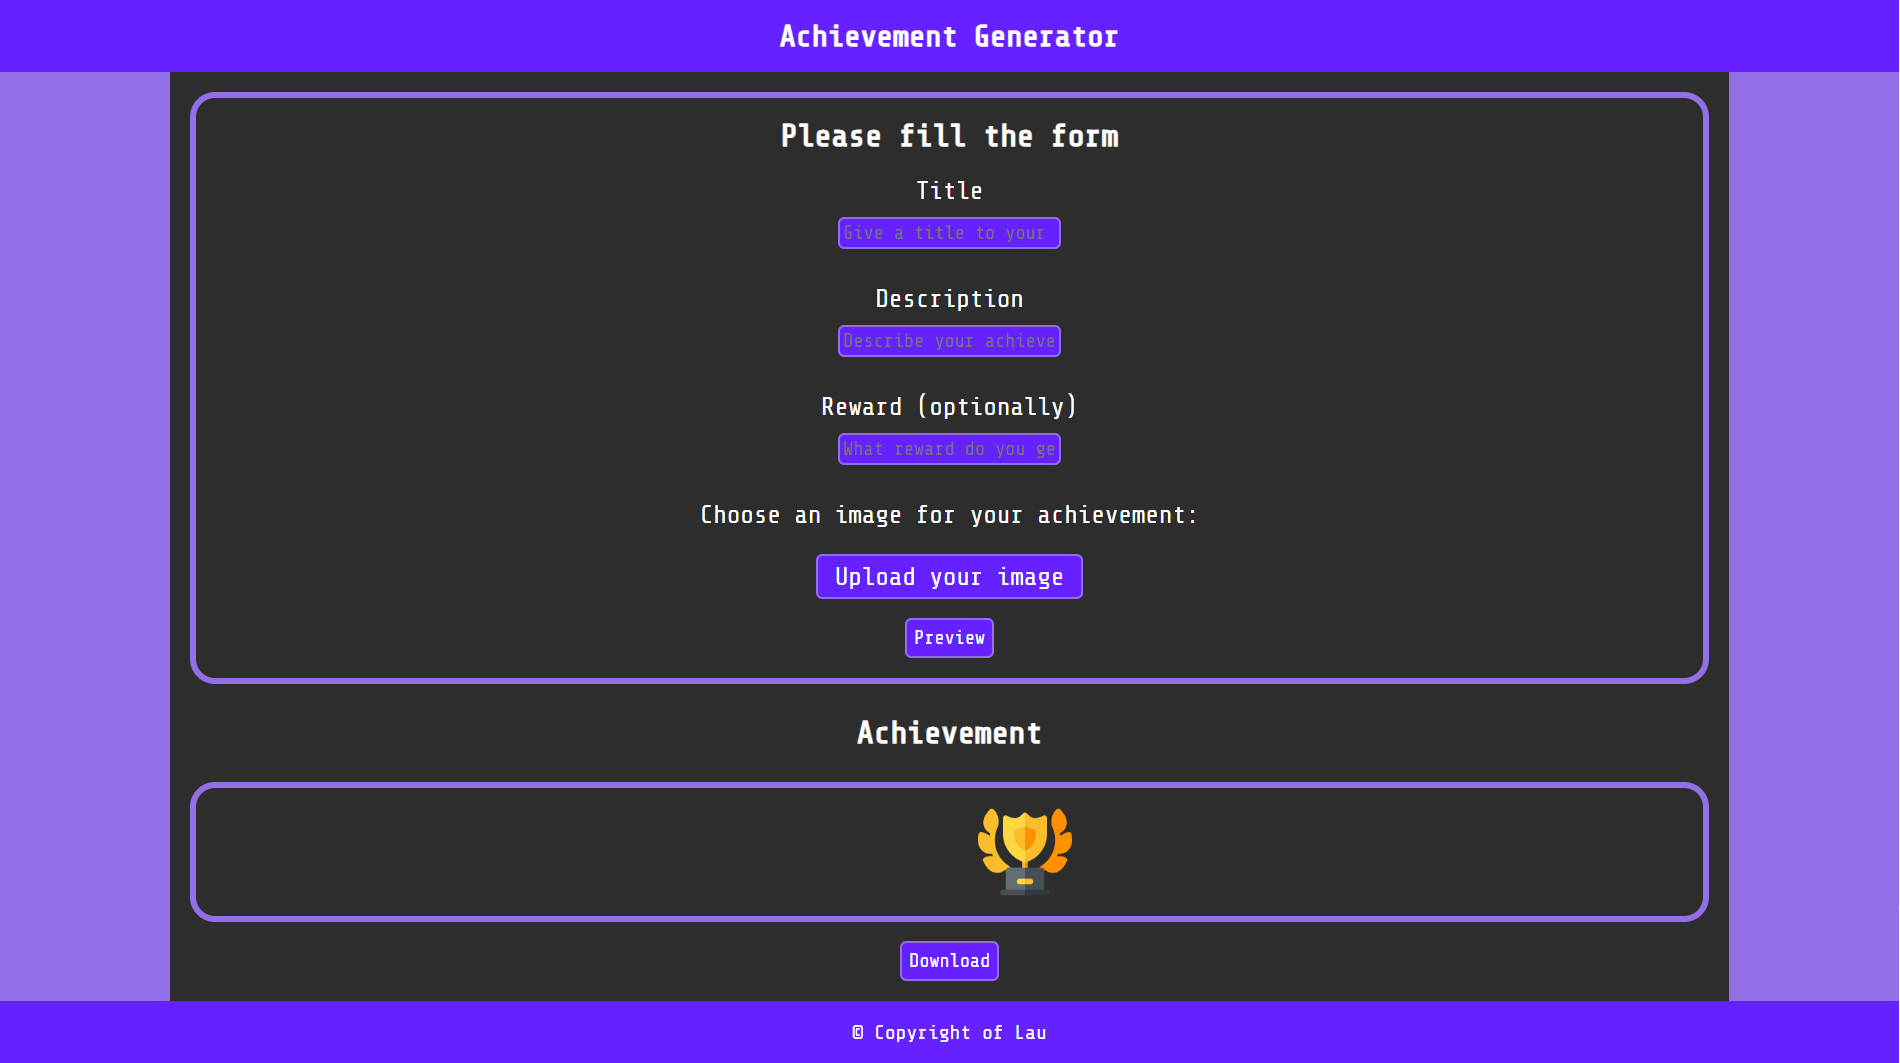 Achievement Generator
Please fill the form
Title
Give a title to your
Description
Describe your achieve
Reward (optionally)
What reward do you ge
Choose an image for your achievement:
Upload your image
Preview
Achievement
Download
© Copyright of Lau